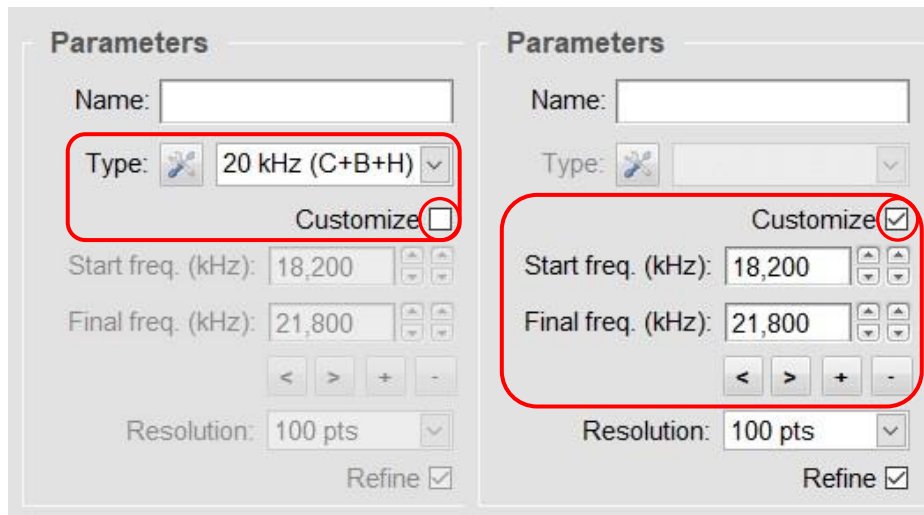 Parameters
Name:
Type: 20 kHz (C+B+H)
Customize
Start freq. (kHz): 18,200
Final freq. (kHz): 21,800
< > + -
Resolution: 100 pts
Refine
Parameters
Name:
Type:
Customize
Start freq. (kHz): 18,200
Final freq. (kHz): 21,800
< > + -
Resolution: 100 pts
Refine